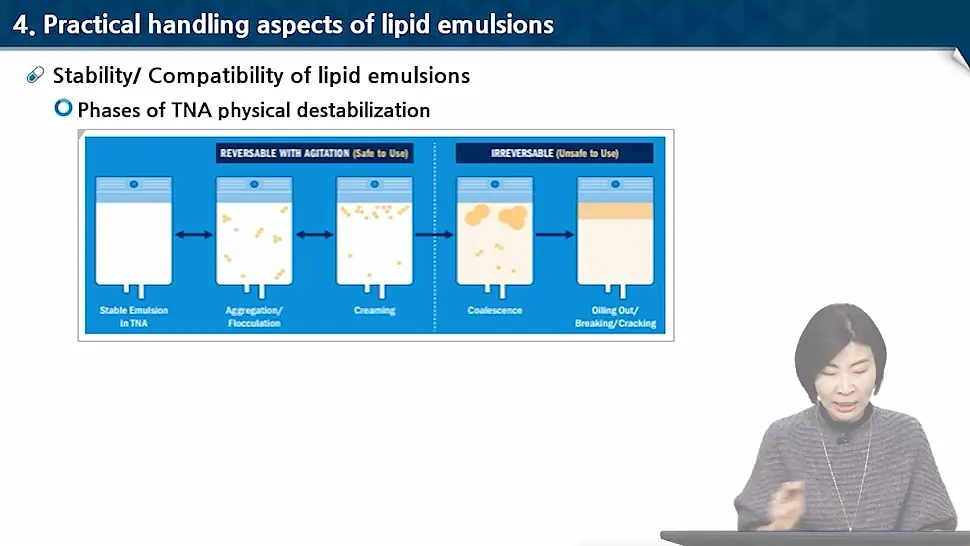 4. Practical handling aspects of lipid emulsions
Stability/ Compatibility of lipid emulsions
Phases of TNA physical destabilization
REVERSABLE WITH AGITATION (Safe to Use)
IRREVERSABLE (Unsafe to Use)
Stable Emulsion
in TNA
Aggregation/
Flocculation
Creaming
Coalescence
Oiling Out/
Breaking/Cracking